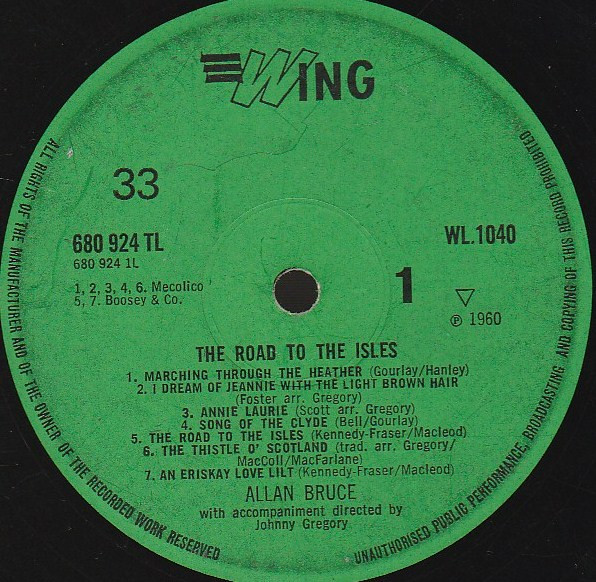 WING
33
680 924 TL
680 924 1L
1, 2, 3, 4, 6. Mecolico
5, 7. Boosey & Co.
WL.1040
1
℗ 1960
THE ROAD TO THE ISLES
1. MARCHING THROUGH THE HEATHER (Gourlay/Hanley)
2. I DREAM OF JEANNIE WITH THE LIGHT BROWN HAIR
(Foster arr. Gregory)
3. ANNIE LAURIE (Scott arr. Gregory)
4. SONG OF THE CLYDE (Bell/Gourlay)
5. THE ROAD TO THE ISLES (Kennedy-Fraser/Macleod)
6. THE THISTLE O' SCOTLAND (trad. arr. Gregory/
MacColl/MacFarlane)
7. AN ERISKAY LOVE LILT (Kennedy-Fraser/Macleod)
ALLAN BRUCE
with accompaniment directed by
Johnny Gregory
ALL RIGHTS OF THE MANUFACTURER AND OF THE OWNER OF THE RECORDED WORK RESERVED
UNAUTHORISED PUBLIC PERFORMANCE, BROADCASTING AND COPYING OF THIS RECORD PROHIBITED